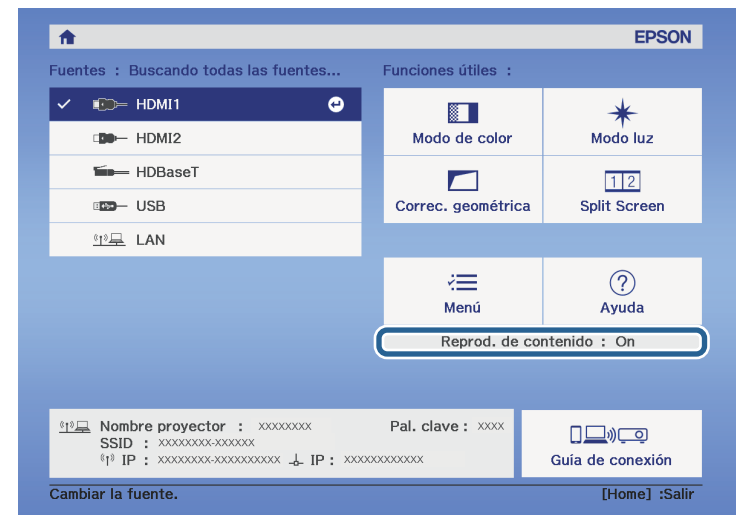 EPSON
Fuentes : Buscando todas las fuentes...
HDMI1
HDMI2
HDBaseT
USB
LAN
Funciones útiles :
Modo de color
Modo luz
Correc. geométrica
1 2
Split Screen
Menú
?
Ayuda
Reprod. de contenido : On
Nombre proyector : xxxxxxxx
Pal. clave : xxxx
SSID : xxxxxxxx-xxxxxx
IP : xxxxxxxx-xxxxxxxxxx IP : xxxxxxxxxxxx
Guía de conexión
Cambiar la fuente.
[Home] :Salir